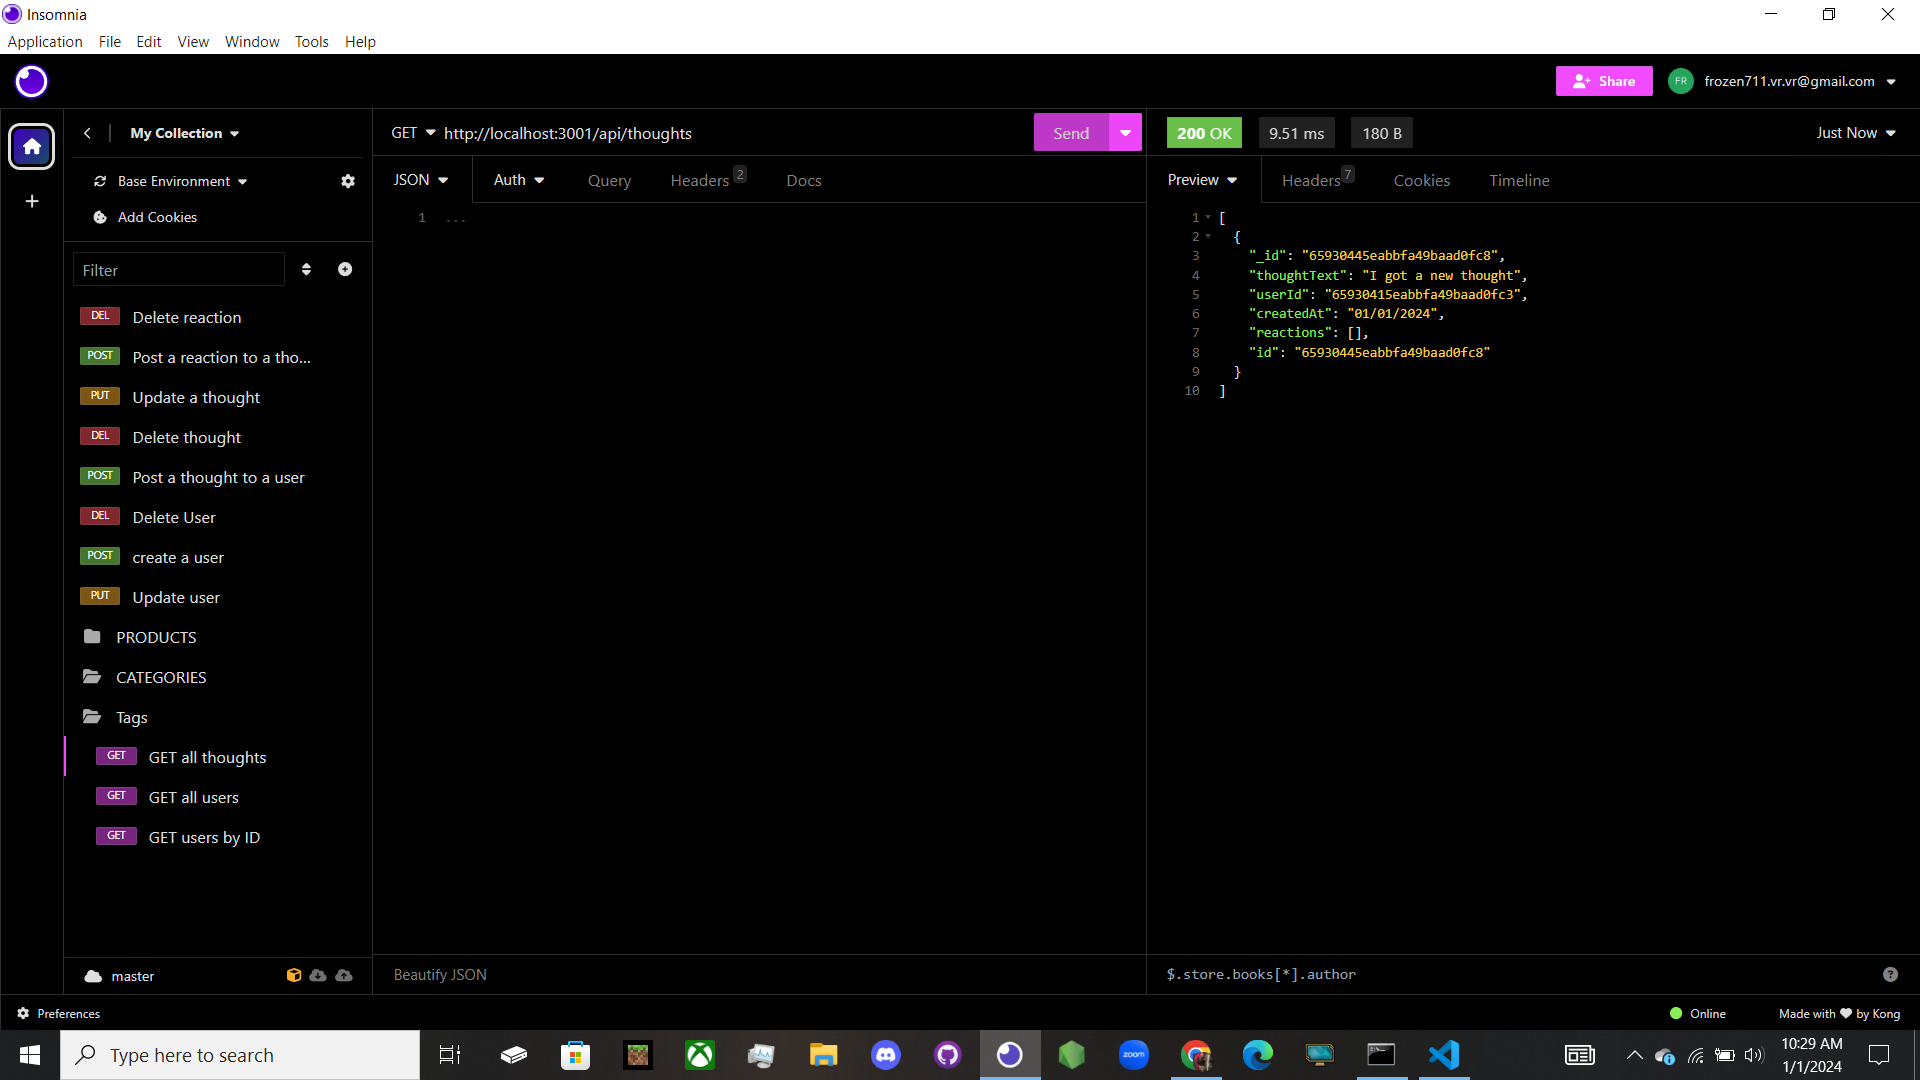 Insomnia
Application File Edit View Window Tools Help
Share
FR frozen711.vr.vr@gmail.com
My Collection
Base Environment
Add Cookies
Filter
DEL Delete reaction
POST Post a reaction to a tho...
PUT Update a thought
DEL Delete thought
POST Post a thought to a user
DEL Delete User
POST create a user
PUT Update user
PRODUCTS
CATEGORIES
Tags
GET GET all thoughts
GET GET all users
GET GET users by ID
master
GET http://localhost:3001/api/thoughts Send
JSON Auth Query Headers 2 Docs
1 ...
Beautify JSON
200 OK 9.51 ms 180 B Just Now
Preview Headers 7 Cookies Timeline
1 [
2 {
3 "_id": "65930445eabbfa49baad0fc8",
4 "thoughtText": "I got a new thought",
5 "userId": "65930415eabbfa49baad0fc3",
6 "createdAt": "01/01/2024",
7 "reactions": [],
8 "id": "65930445eabbfa49baad0fc8"
9 }
10 ]
$.store.books[*].author
Preferences
Online Made with by Kong
Type here to search
zoom
10:29 AM
1/1/2024